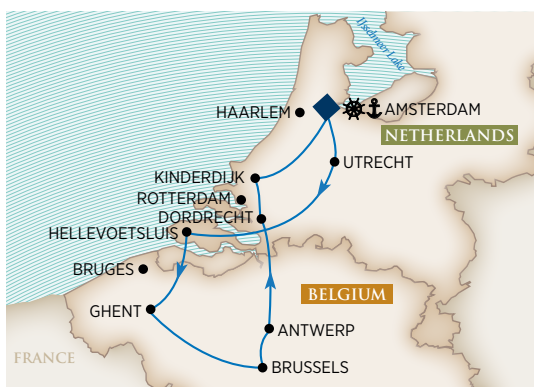 IJsselmeer Lake
HAARLEM
AMSTERDAM
NETHERLANDS
UTRECHT
KINDERDIJK
ROTTERDAM
DORDRECHT
HELLEVOETSLUIS
BRUGES
BELGIUM
GHENT
ANTWERP
FRANCE
BRUSSELS